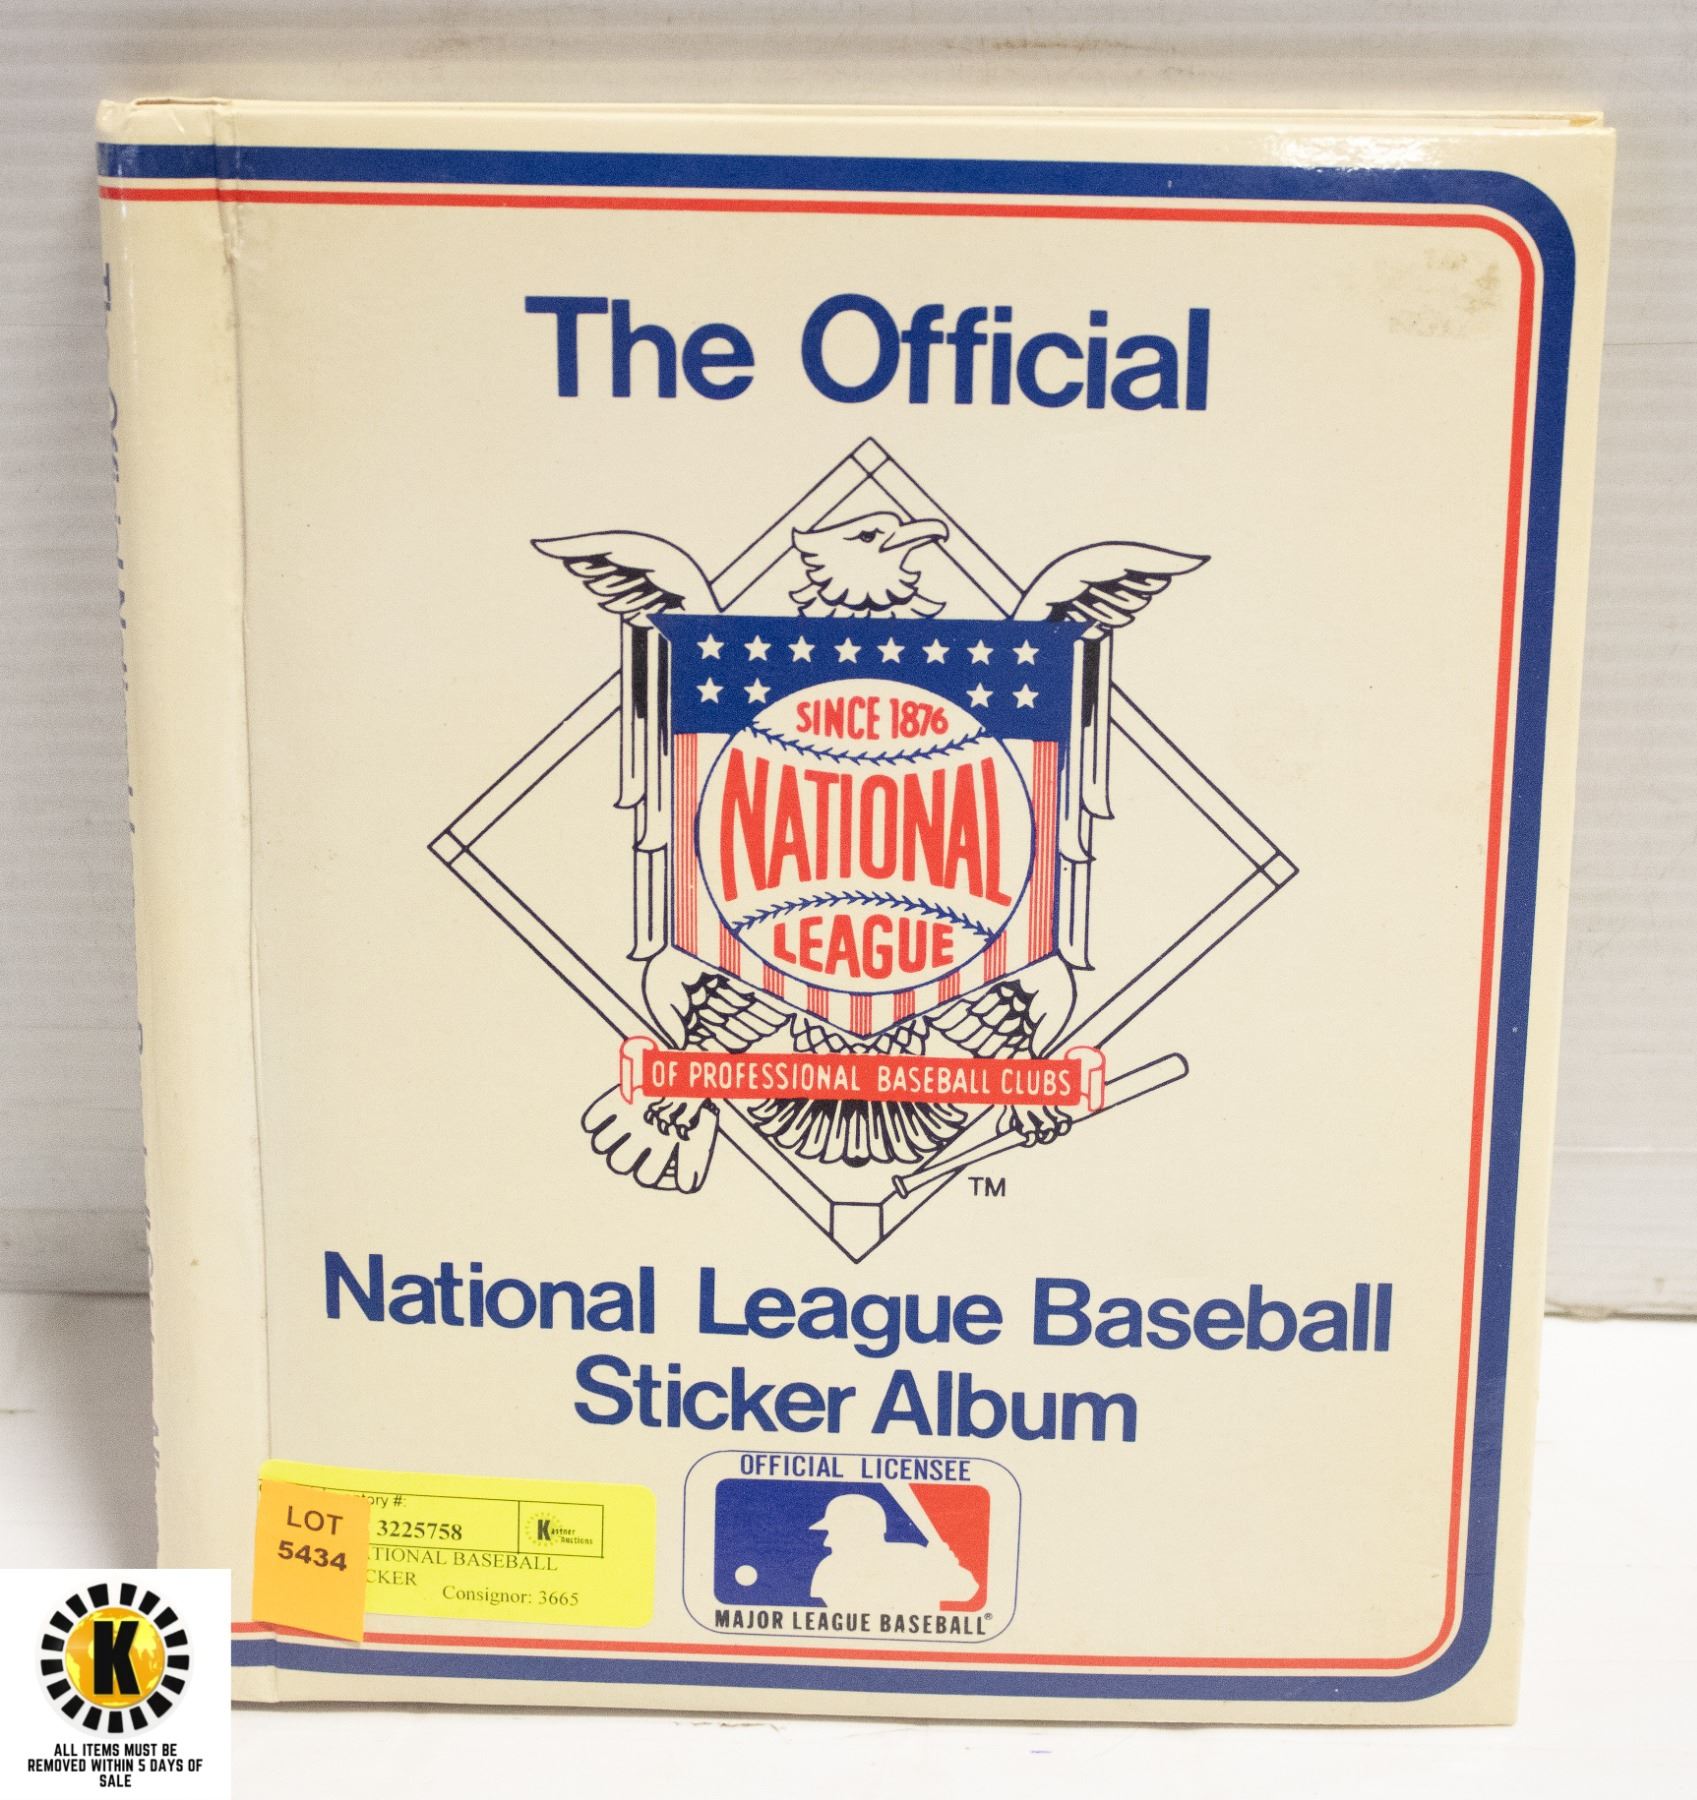 The Official
SINCE 1876
NATIONAL
LEAGUE
OF PROFESSIONAL BASEBALL CLUBS
TM
National League Baseball
Sticker Album
OFFICIAL LICENSEE
MAJOR LEAGUE BASEBALL®
LOT
5434
#:
3225758
Kastner
Auctions
BASEBALL
Consignor: 3665
K
ALL ITEMS MUST BE
REMOVED WITHIN 5 DAYS OF
SALE